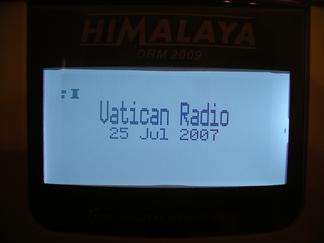 HIMALAYA
DRM 2009
Vatican Radio
25 Jul 2007